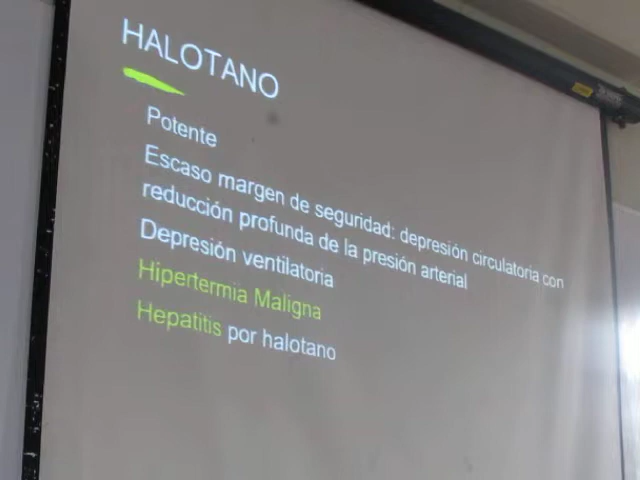 HALOTANO
Potente
Escaso margen de seguridad: depresión circulatoria con
reducción profunda de la presión arterial
Depresión ventilatoria
Hipertermia Maligna
Hepatitis por halotano